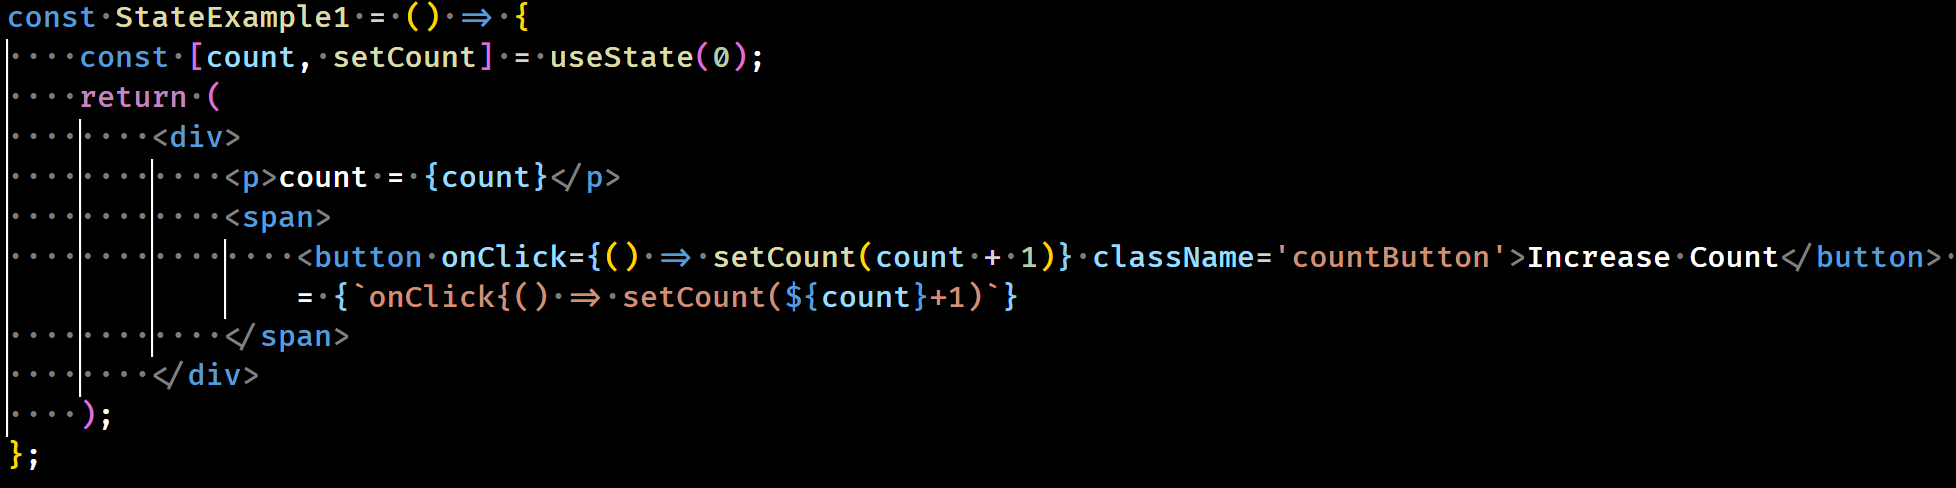 const StateExample1 = () => {
    const [count, setCount] = useState(0);
    return (
        <div>
            <p>count = {count}</p>
            <span>
                <button onClick={() => setCount(count + 1)} className='countButton'>Increase Count</button>
                = {`onClick{() => setCount(${count}+1)`}
            </span>
        </div>
    );
};